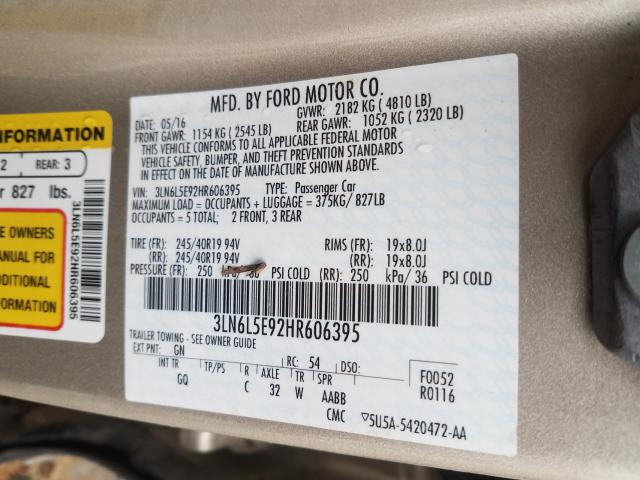 MFD. BY FORD MOTOR CO.
DATE: 05/16 GVWR: 2182 KG ( 4810 LB)
FRONT GAWR: 1154 KG ( 2545 LB) REAR GAWR: 1052 KG ( 2320 LB)
THIS VEHICLE CONFORMS TO ALL APPLICABLE FEDERAL MOTOR
VEHICLE SAFETY, BUMPER, AND THEFT PREVENTION STANDARDS
IN EFFECT ON THE DATE OF MANUFACTURE SHOWN ABOVE.
VIN: 3LN6L5E92HR606395 TYPE: Passenger Car
MAXIMUM LOAD = OCCUPANTS + LUGGAGE = 375KG/ 827LB
OCCUPANTS = 5 TOTAL; 2 FRONT, 3 REAR
TIRE (FR): 245/40R19 94V RIMS (FR): 19x8.0J
(RR): 245/40R19 94V (RR): 19x8.0J
PRESSURE (FR): 250 PSI COLD (RR): 250 kPa/ 36 PSI COLD
3LN6L5E92HR606395
TRAILER TOWING - SEE OWNER GUIDE
EXT PNT: GN RC: 54 DSO:
INT TR TP/PS R AXLE TR SPR
GQ C 32 W AABB
CMC
F0052
R0116
5U5A-5420472-AA
INFORMATION
2 REAR: 3
r 827 lbs.
E OWNERS
MANUAL FOR
DDITIONAL
FORMATION
3LN6L5E92HR606395